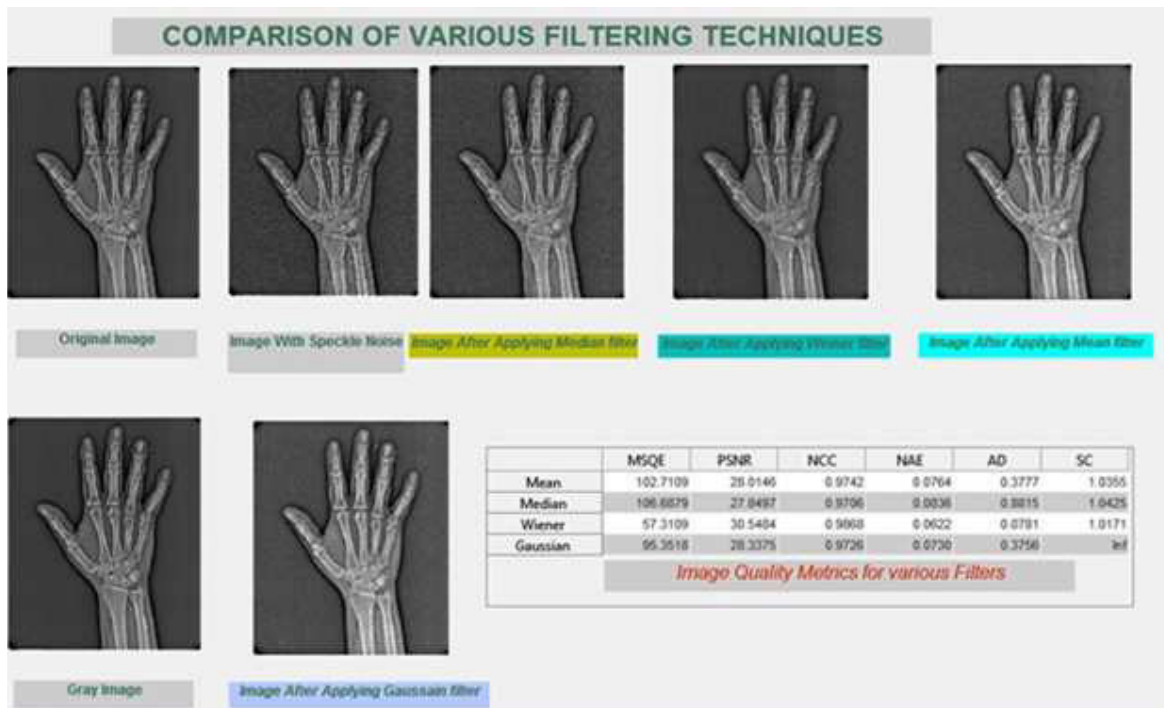 COMPARISON OF VARIOUS FILTERING TECHNIQUES
Original Image
Image With Speckle Noise
Image After Applying Median filter
Image After Applying Wiener filter
Image After Applying Mean filter
MSQE PSNR NCC NAE AD SC
Mean 102.7109 28.0146 0.9742 0.0764 0.3777 1.0355
Median 27.8497 0.9706 1.0425
Wiener 57.3109 30.5484 0.9868 0.0622 0.0781 1.0171
Gaussian 95.3518 28.3375 0.9726 0.0730 0.3756 Inf
Image Quality Metrics for various Filters
Gray Image
Image After Applying Gaussain filter